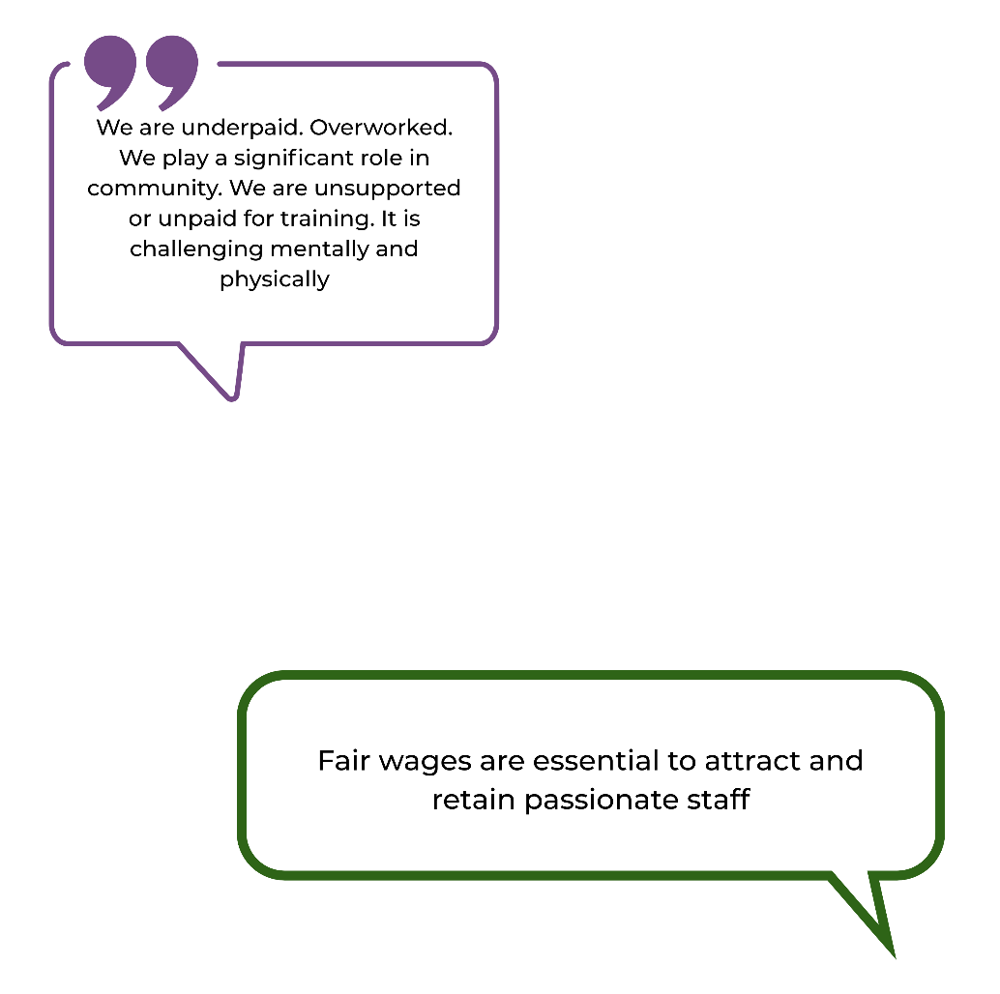 We are underpaid. Overworked.
We play a significant role in
community. We are unsupported
or unpaid for training. It is
challenging mentally and
physically
Fair wages are essential to attract and
retain passionate staff